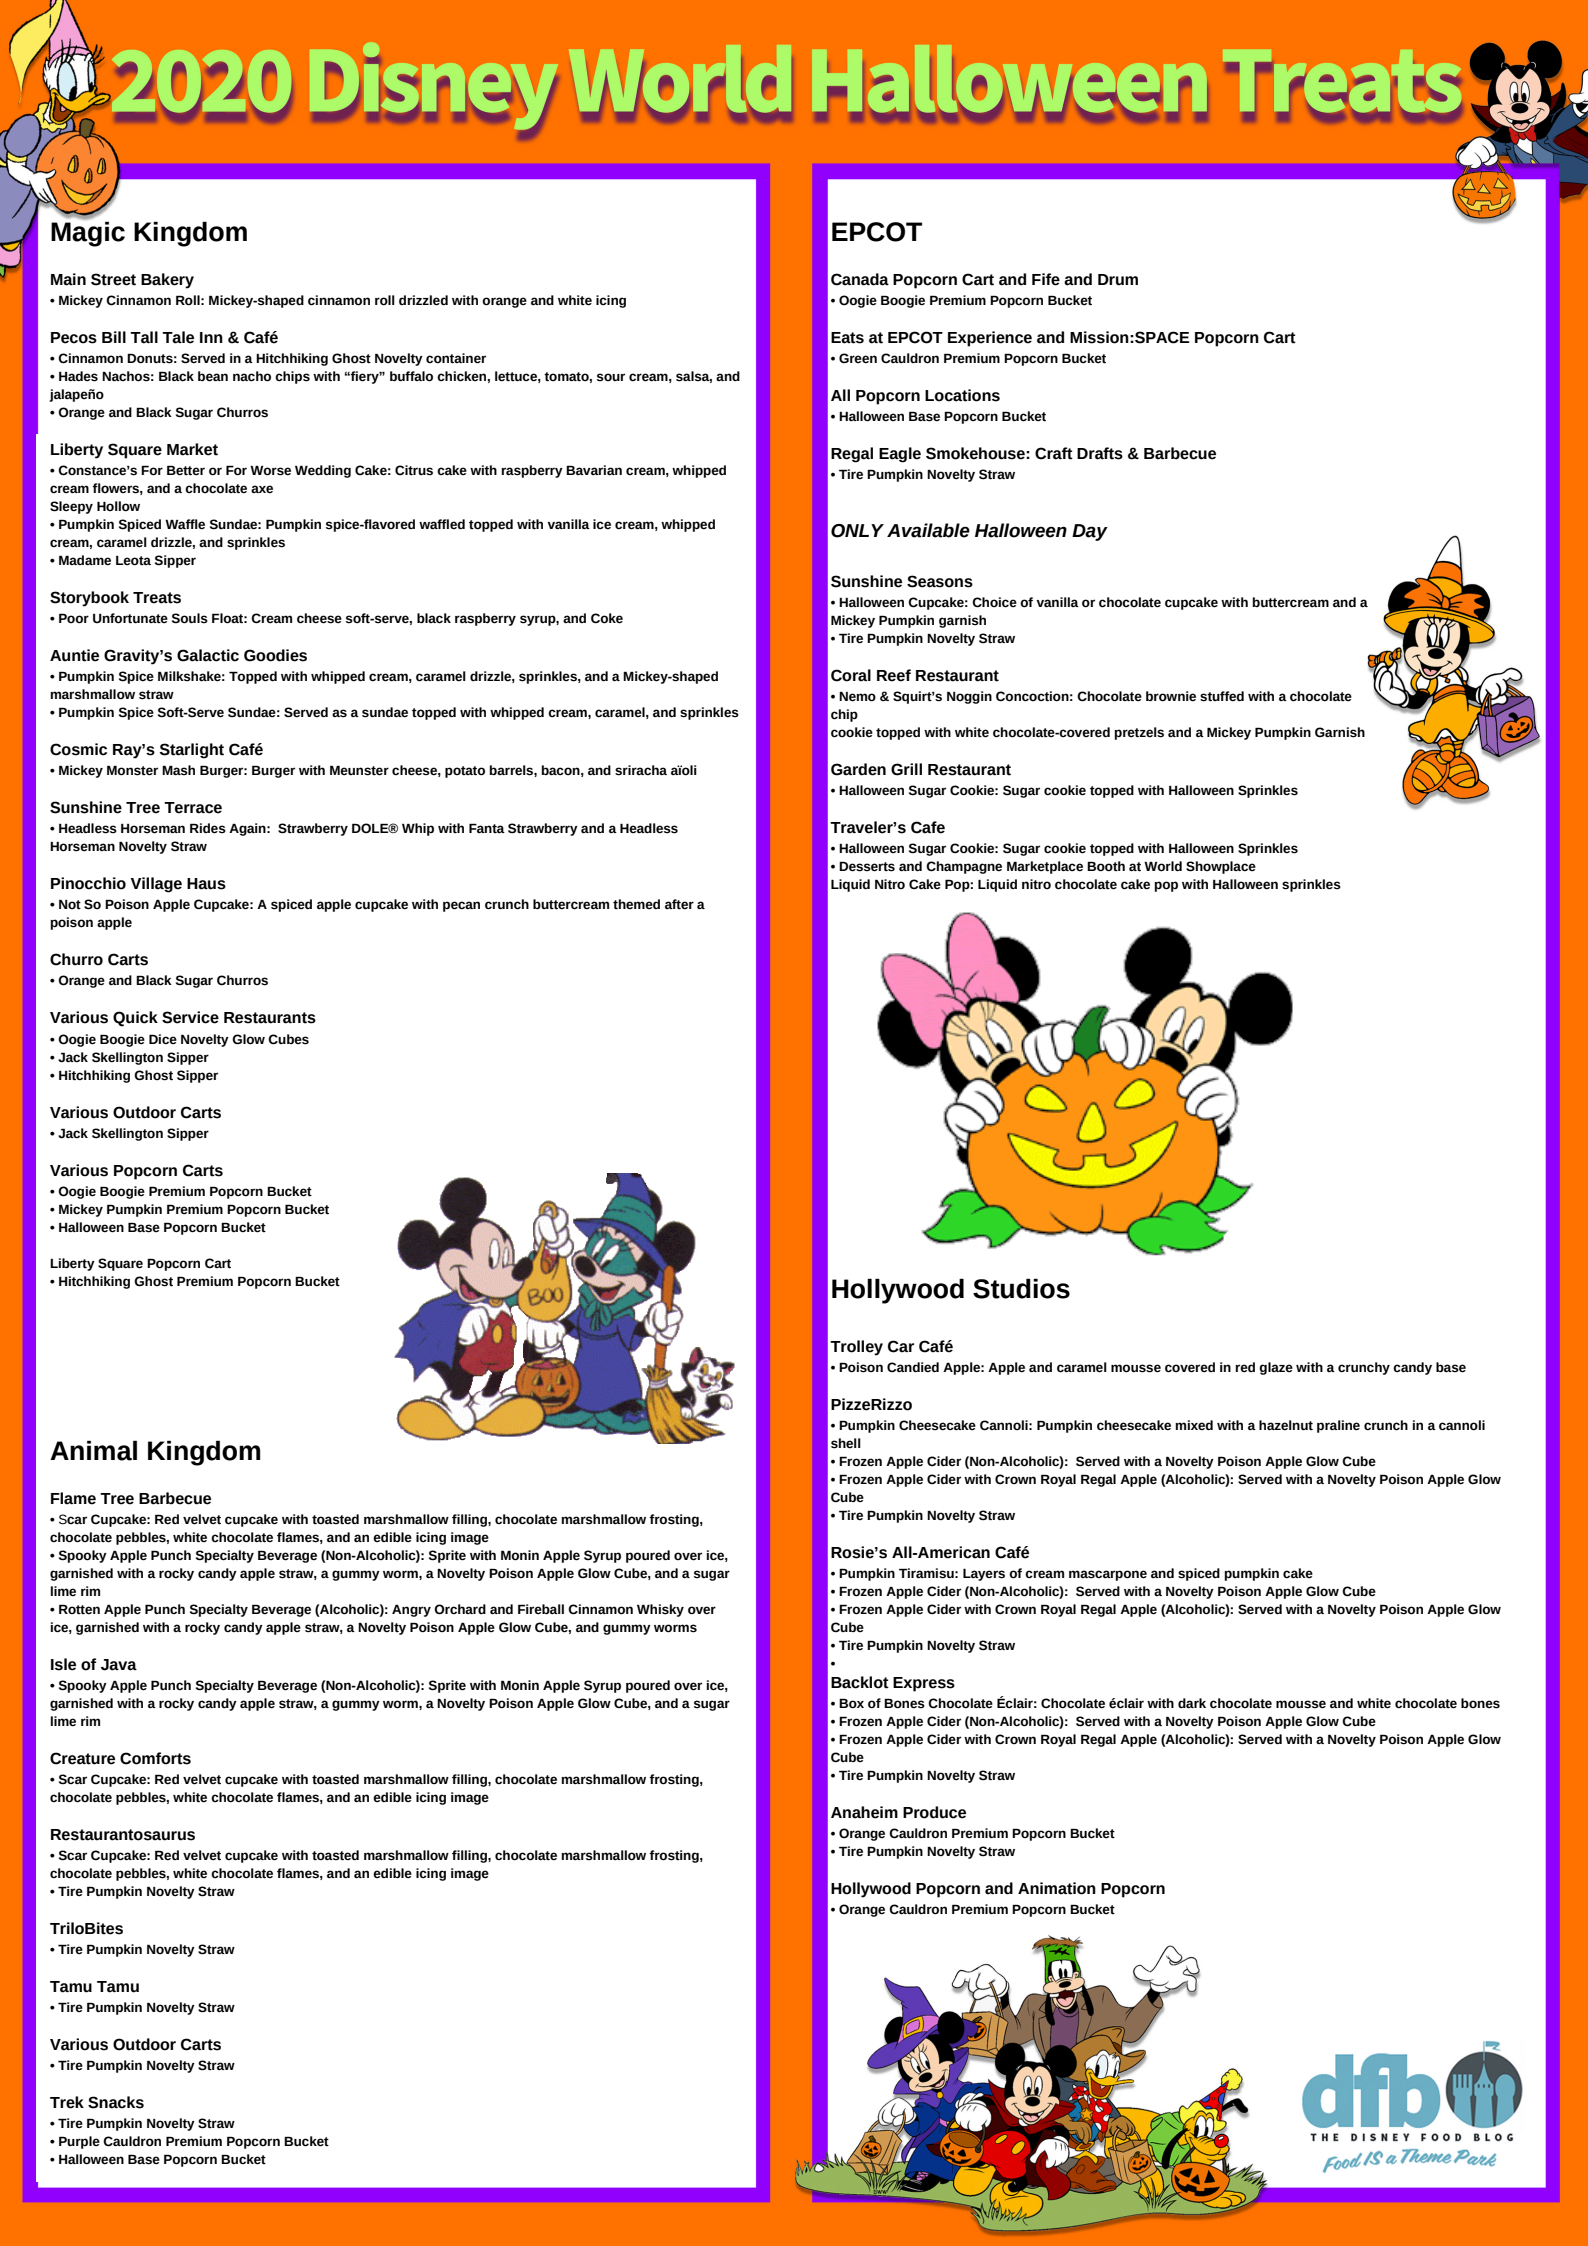 2020 Disney World Halloween Treats
Magic Kingdom
Main Street Bakery
• Mickey Cinnamon Roll: Mickey-shaped cinnamon roll drizzled with orange and white icing
Pecos Bill Tall Tale Inn & Café
• Cinnamon Donuts: Served in a Hitchhiking Ghost Novelty container
• Hades Nachos: Black bean nacho chips with “fiery” buffalo chicken, lettuce, tomato, sour cream, salsa, and
jalapeño
• Orange and Black Sugar Churros
Liberty Square Market
• Constance’s For Better or For Worse Wedding Cake: Citrus cake with raspberry Bavarian cream, whipped
cream flowers, and a chocolate axe
Sleepy Hollow
• Pumpkin Spiced Waffle Sundae: Pumpkin spice-flavored waffled topped with vanilla ice cream, whipped
cream, caramel drizzle, and sprinkles
• Madame Leota Sipper
Storybook Treats
• Poor Unfortunate Souls Float: Cream cheese soft-serve, black raspberry syrup, and Coke
Auntie Gravity’s Galactic Goodies
• Pumpkin Spice Milkshake: Topped with whipped cream, caramel drizzle, sprinkles, and a Mickey-shaped
marshmallow straw
• Pumpkin Spice Soft-Serve Sundae: Served as a sundae topped with whipped cream, caramel, and sprinkles
Cosmic Ray’s Starlight Café
• Mickey Monster Mash Burger: Burger with Meunster cheese, potato barrels, bacon, and sriracha aïoli
Sunshine Tree Terrace
• Headless Horseman Rides Again:  Strawberry DOLE® Whip with Fanta Strawberry and a Headless
Horseman Novelty Straw
Pinocchio Village Haus
• Not So Poison Apple Cupcake: A spiced apple cupcake with pecan crunch buttercream themed after a
poison apple
Churro Carts
• Orange and Black Sugar Churros
Various Quick Service Restaurants
• Oogie Boogie Dice Novelty Glow Cubes
• Jack Skellington Sipper
• Hitchhiking Ghost Sipper
Various Outdoor Carts
• Jack Skellington Sipper
Various Popcorn Carts
• Oogie Boogie Premium Popcorn Bucket
• Mickey Pumpkin Premium Popcorn Bucket
• Halloween Base Popcorn Bucket
Liberty Square Popcorn Cart
• Hitchhiking Ghost Premium Popcorn Bucket
BOO
Animal Kingdom
Flame Tree Barbecue
• Scar Cupcake: Red velvet cupcake with toasted marshmallow filling, chocolate marshmallow frosting,
chocolate pebbles, white chocolate flames, and an edible icing image
• Spooky Apple Punch Specialty Beverage (Non-Alcoholic): Sprite with Monin Apple Syrup poured over ice,
garnished with a rocky candy apple straw, a gummy worm, a Novelty Poison Apple Glow Cube, and a sugar
lime rim
• Rotten Apple Punch Specialty Beverage (Alcoholic): Angry Orchard and Fireball Cinnamon Whisky over
ice, garnished with a rocky candy apple straw, a Novelty Poison Apple Glow Cube, and gummy worms
Isle of Java
• Spooky Apple Punch Specialty Beverage (Non-Alcoholic): Sprite with Monin Apple Syrup poured over ice,
garnished with a rocky candy apple straw, a gummy worm, a Novelty Poison Apple Glow Cube, and a sugar
lime rim
Creature Comforts
• Scar Cupcake: Red velvet cupcake with toasted marshmallow filling, chocolate marshmallow frosting,
chocolate pebbles, white chocolate flames, and an edible icing image
Restaurantosaurus
• Scar Cupcake: Red velvet cupcake with toasted marshmallow filling, chocolate marshmallow frosting,
chocolate pebbles, white chocolate flames, and an edible icing image
• Tire Pumpkin Novelty Straw
TriloBites
• Tire Pumpkin Novelty Straw
Tamu Tamu
• Tire Pumpkin Novelty Straw
Various Outdoor Carts
• Tire Pumpkin Novelty Straw
Trek Snacks
• Tire Pumpkin Novelty Straw
• Purple Cauldron Premium Popcorn Bucket
• Halloween Base Popcorn Bucket
EPCOT
Canada Popcorn Cart and Fife and Drum
• Oogie Boogie Premium Popcorn Bucket
Eats at EPCOT Experience and Mission:SPACE Popcorn Cart
• Green Cauldron Premium Popcorn Bucket
All Popcorn Locations
• Halloween Base Popcorn Bucket
Regal Eagle Smokehouse: Craft Drafts & Barbecue
• Tire Pumpkin Novelty Straw
ONLY Available Halloween Day
Sunshine Seasons
• Halloween Cupcake: Choice of vanilla or chocolate cupcake with buttercream and a
Mickey Pumpkin garnish
• Tire Pumpkin Novelty Straw
Coral Reef Restaurant
• Nemo & Squirt’s Noggin Concoction: Chocolate brownie stuffed with a chocolate
chip
cookie topped with white chocolate-covered pretzels and a Mickey Pumpkin Garnish
Garden Grill Restaurant
• Halloween Sugar Cookie: Sugar cookie topped with Halloween Sprinkles
Traveler’s Cafe
• Halloween Sugar Cookie: Sugar cookie topped with Halloween Sprinkles
• Desserts and Champagne Marketplace Booth at World Showplace
Liquid Nitro Cake Pop: Liquid nitro chocolate cake pop with Halloween sprinkles
Hollywood Studios
Trolley Car Café
• Poison Candied Apple: Apple and caramel mousse covered in red glaze with a crunchy candy base
PizzeRizzo
• Pumpkin Cheesecake Cannoli: Pumpkin cheesecake mixed with a hazelnut praline crunch in a cannoli
shell
• Frozen Apple Cider (Non-Alcoholic):  Served with a Novelty Poison Apple Glow Cube
• Frozen Apple Cider with Crown Royal Regal Apple (Alcoholic): Served with a Novelty Poison Apple Glow
Cube
• Tire Pumpkin Novelty Straw
Rosie’s All-American Café
• Pumpkin Tiramisu: Layers of cream mascarpone and spiced pumpkin cake
• Frozen Apple Cider (Non-Alcoholic):  Served with a Novelty Poison Apple Glow Cube
• Frozen Apple Cider with Crown Royal Regal Apple (Alcoholic): Served with a Novelty Poison Apple Glow
Cube
• Tire Pumpkin Novelty Straw
•
Backlot Express
• Box of Bones Chocolate Éclair: Chocolate éclair with dark chocolate mousse and white chocolate bones
• Frozen Apple Cider (Non-Alcoholic):  Served with a Novelty Poison Apple Glow Cube
• Frozen Apple Cider with Crown Royal Regal Apple (Alcoholic): Served with a Novelty Poison Apple Glow
Cube
• Tire Pumpkin Novelty Straw
Anaheim Produce
• Orange Cauldron Premium Popcorn Bucket
• Tire Pumpkin Novelty Straw
Hollywood Popcorn and Animation Popcorn
• Orange Cauldron Premium Popcorn Bucket
dfb
THE DISNEY FOOD BLOG
Food IS a Theme Park